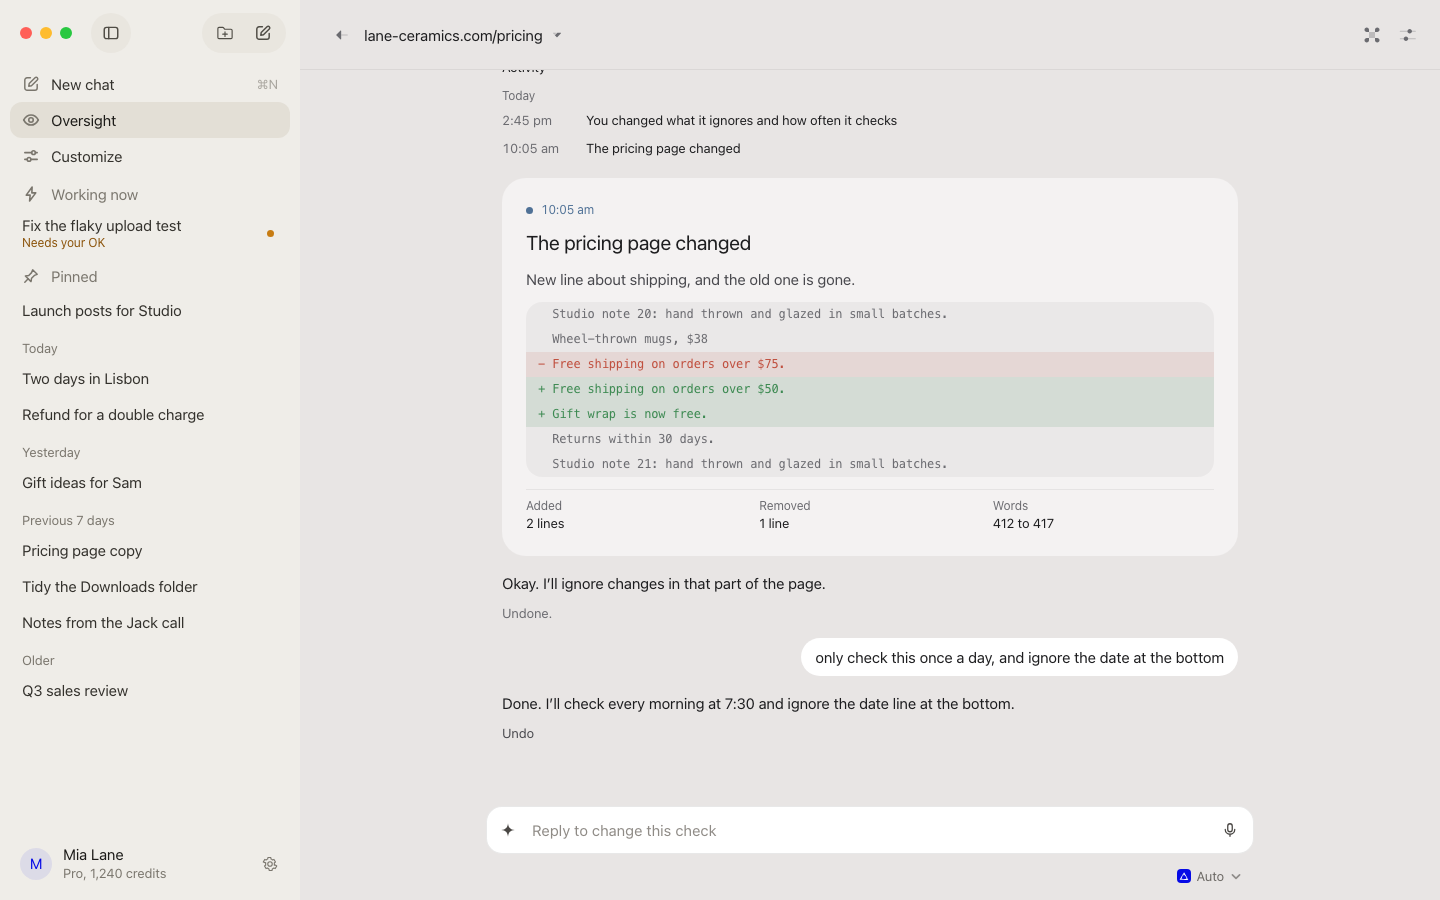 New chat
⌘N
Oversight
Customize
Working now
Fix the flaky upload test
Needs your OK
Pinned
Launch posts for Studio
Today
Two days in Lisbon
Refund for a double charge
Yesterday
Gift ideas for Sam
Previous 7 days
Pricing page copy
Tidy the Downloads folder
Notes from the Jack call
Older
Q3 sales review
M
Mia Lane
Pro, 1,240 credits
lane-ceramics.com/pricing
Activity
Today
2:45 pm You changed what it ignores and how often it checks
10:05 am The pricing page changed
10:05 am
The pricing page changed
New line about shipping, and the old one is gone.
Studio note 20: hand thrown and glazed in small batches.
Wheel-thrown mugs, $38
- Free shipping on orders over $75.
+ Free shipping on orders over $50.
+ Gift wrap is now free.
Returns within 30 days.
Studio note 21: hand thrown and glazed in small batches.
Added Removed Words
2 lines 1 line 412 to 417
Okay. I’ll ignore changes in that part of the page.
Undone.
only check this once a day, and ignore the date at the bottom
Done. I’ll check every morning at 7:30 and ignore the date line at the bottom.
Undo
Reply to change this check
Auto